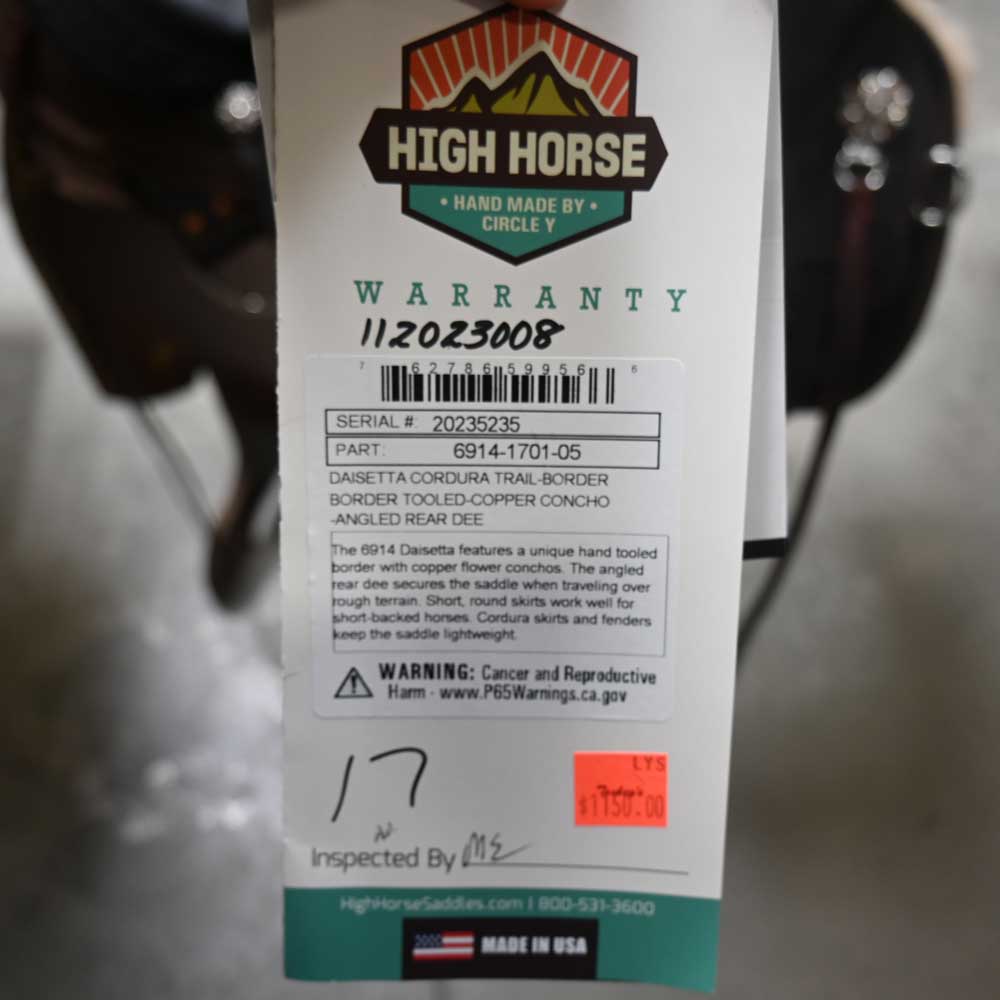 HIGH HORSE
• HAND MADE BY •
CIRCLE Y
WARRANTY
112023008
7 62786 59956 6
SERIAL #: 20235235
PART: 6914-1701-05
DAISETTA CORDURA TRAIL-BORDER
BORDER TOOLED-COPPER CONCHO
-ANGLED REAR DEE
The 6914 Daisetta features a unique hand tooled
border with copper flower conchos. The angled
rear dee secures the saddle when traveling over
rough terrain. Short, round skirts work well for
short-backed horses. Cordura skirts and fenders
keep the saddle lightweight.
WARNING: Cancer and Reproductive
Harm - www.P65Warnings.ca.gov
17
LYS
$1150.00
Inspected By ME
HighHorseSaddles.com | 800-531-3600
MADE IN USA